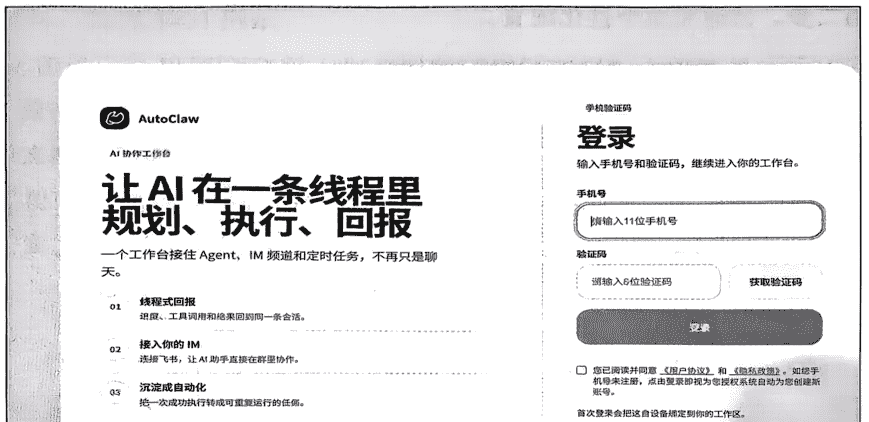 AutoClaw
AI 协作工作台
让 AI 在一条线程里
规划、执行、回报
一个工作台接住 Agent、IM 频道和定时任务，不再只是聊
天。
01 线程式回报
进度、工具调用和结果回到同一条会话。
02 接入你的 IM
连接飞书，让 AI 助手直接在群里协作。
03 沉淀成自动化
把一次成功执行转成可重复运行的任务。
手机验证码
登录
输入手机号和验证码，继续进入你的工作台。
手机号
请输入11位手机号
验证码
请输入6位验证码
获取验证码
登录
您已阅读并同意《用户协议》和《隐私政策》。如您手
机号未注册，点击登录即视为您授权系统自动为您创建新
账号。
首次登录会把这台设备绑定到你的工作区。